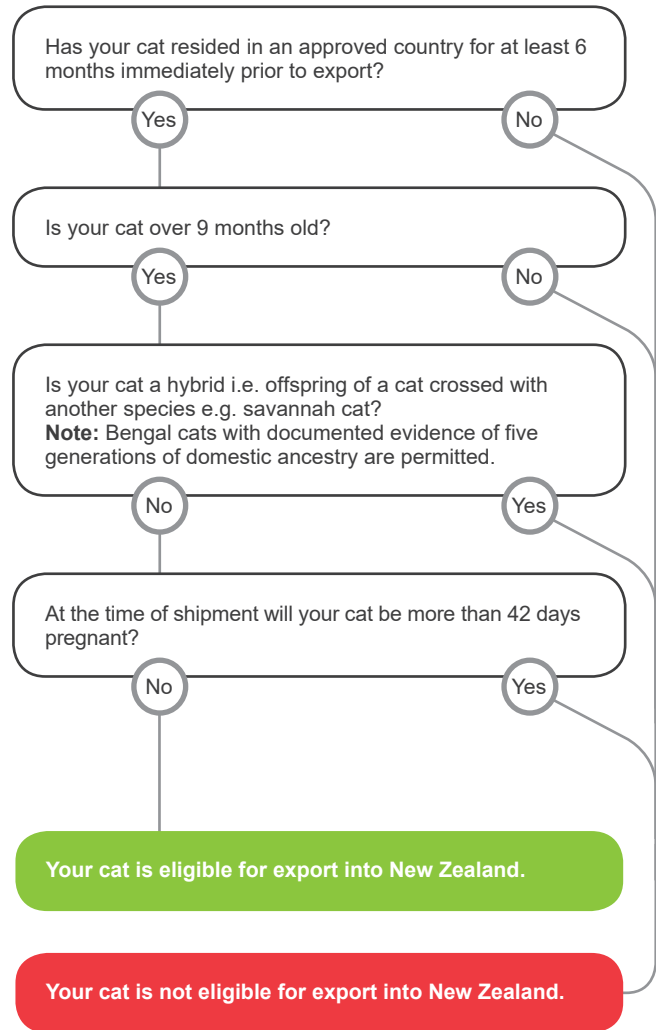 Has your cat resided in an approved country for at least 6
months immediately prior to export?
Yes
No
Is your cat over 9 months old?
Yes
No
Is your cat a hybrid i.e. offspring of a cat crossed with
another species e.g. savannah cat?
Note: Bengal cats with documented evidence of five
generations of domestic ancestry are permitted.
No
Yes
At the time of shipment will your cat be more than 42 days
pregnant?
No
Yes
Your cat is eligible for export into New Zealand.
Your cat is not eligible for export into New Zealand.